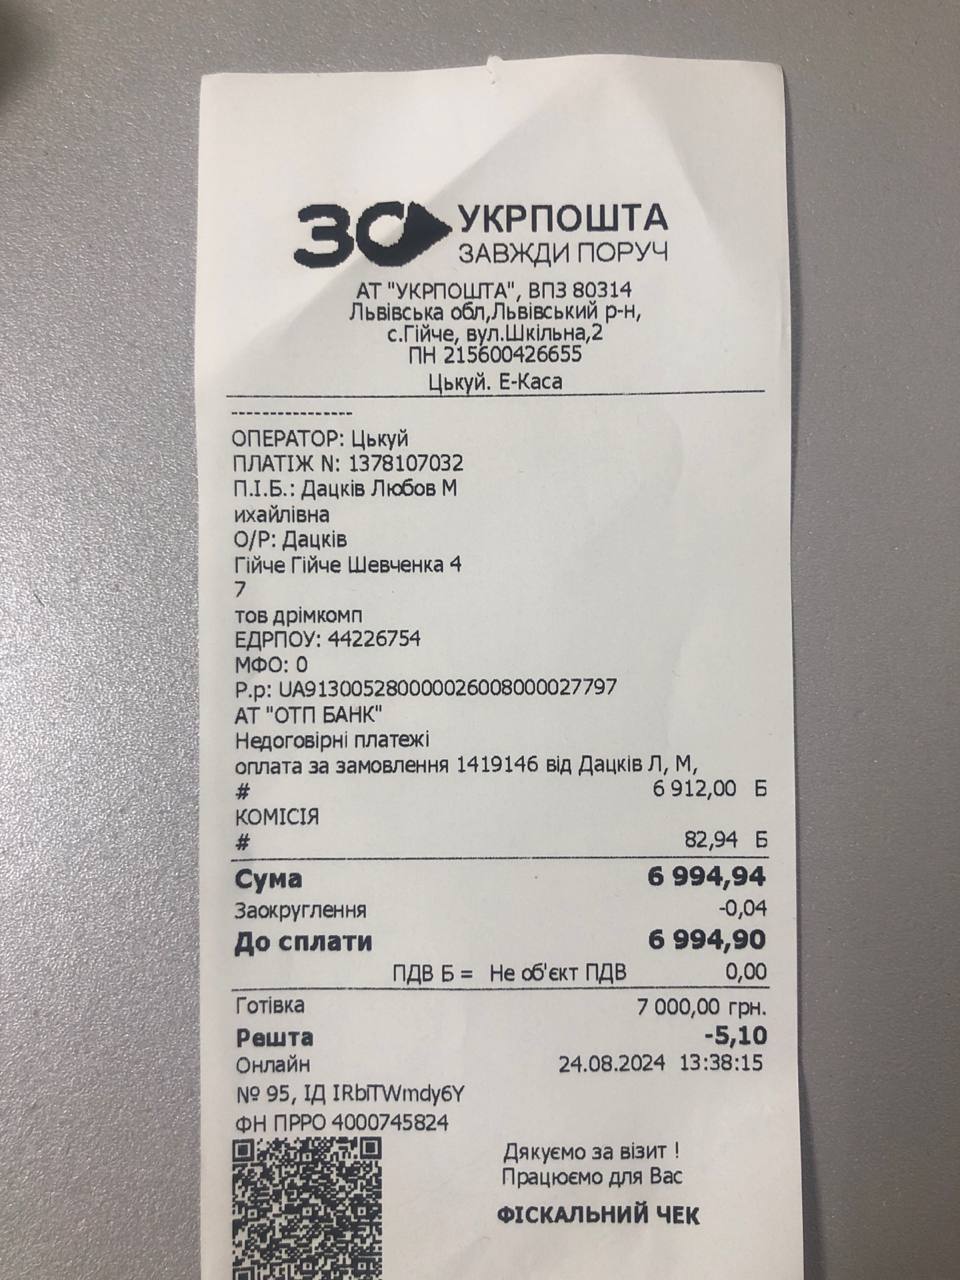 ЗО УКРПОШТА
ЗАВЖДИ ПОРУЧ
АТ "УКРПОШТА", ВПЗ 80314
Львівська обл,Львівський р-н,
с.Гійче, вул.Шкільна,2
ПН 215600426655
Цькуй. Е-Каса
----------------
ОПЕРАТОР: Цькуй
ПЛАТІЖ N: 1378107032
П.І.Б.: Дацків Любов М
ихайлівна
О/Р: Дацків
Гійче Гійче Шевченка 4
7
тов дрімкомп
ЕДРПОУ: 44226754
МФО: 0
Р.р: UA913005280000026008000027797
АТ "ОТП БАНК"
Недоговірні платежі
оплата за замовлення 1419146 від Дацків Л, М,
# 6 912,00 Б
КОМІСІЯ
# 82,94 Б
Сума 6 994,94
Заокруглення -0,04
До сплати 6 994,90
ПДВ Б = Не об'єкт ПДВ 0,00
Готівка 7 000,00 грн.
Решта -5,10
Онлайн 24.08.2024 13:38:15
№ 95, ІД IRbiTWmdy6Y
ФН ПРРО 4000745824
Дякуємо за візит !
Працюємо для Вас
ФІСКАЛЬНИЙ ЧЕК